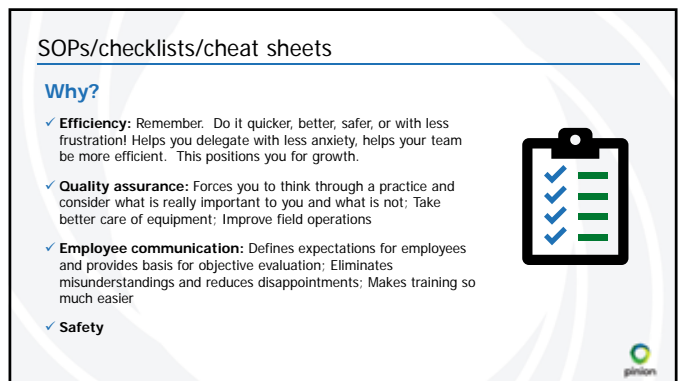 SOPs/checklists/cheat sheets
Why?
Efficiency: Remember. Do it quicker, better, safer, or with less
frustration! Helps you delegate with less anxiety, helps your team
be more efficient. This positions you for growth.
Quality assurance: Forces you to think through a practice and
consider what is really important to you and what is not; Take
better care of equipment; Improve field operations
Employee communication: Defines expectations for employees
and provides basis for objective evaluation; Eliminates
misunderstandings and reduces disappointments; Makes training so
much easier
Safety
pinion